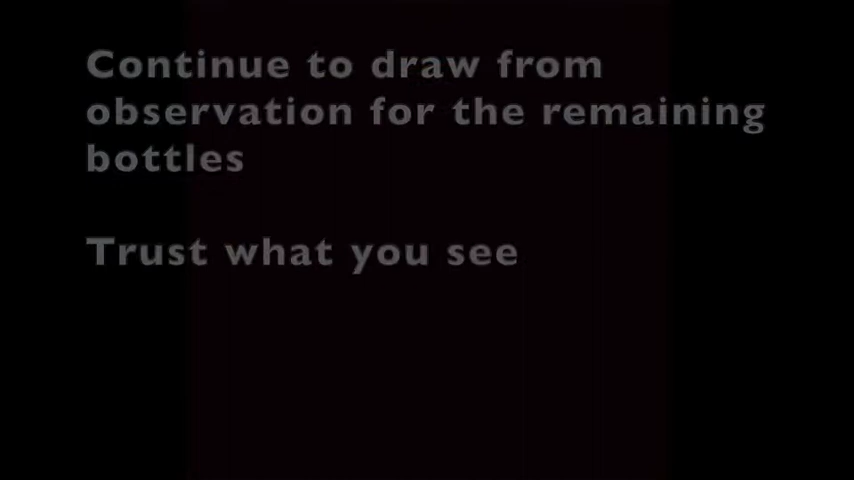 Continue to draw from
observation for the remaining
bottles
Trust what you see